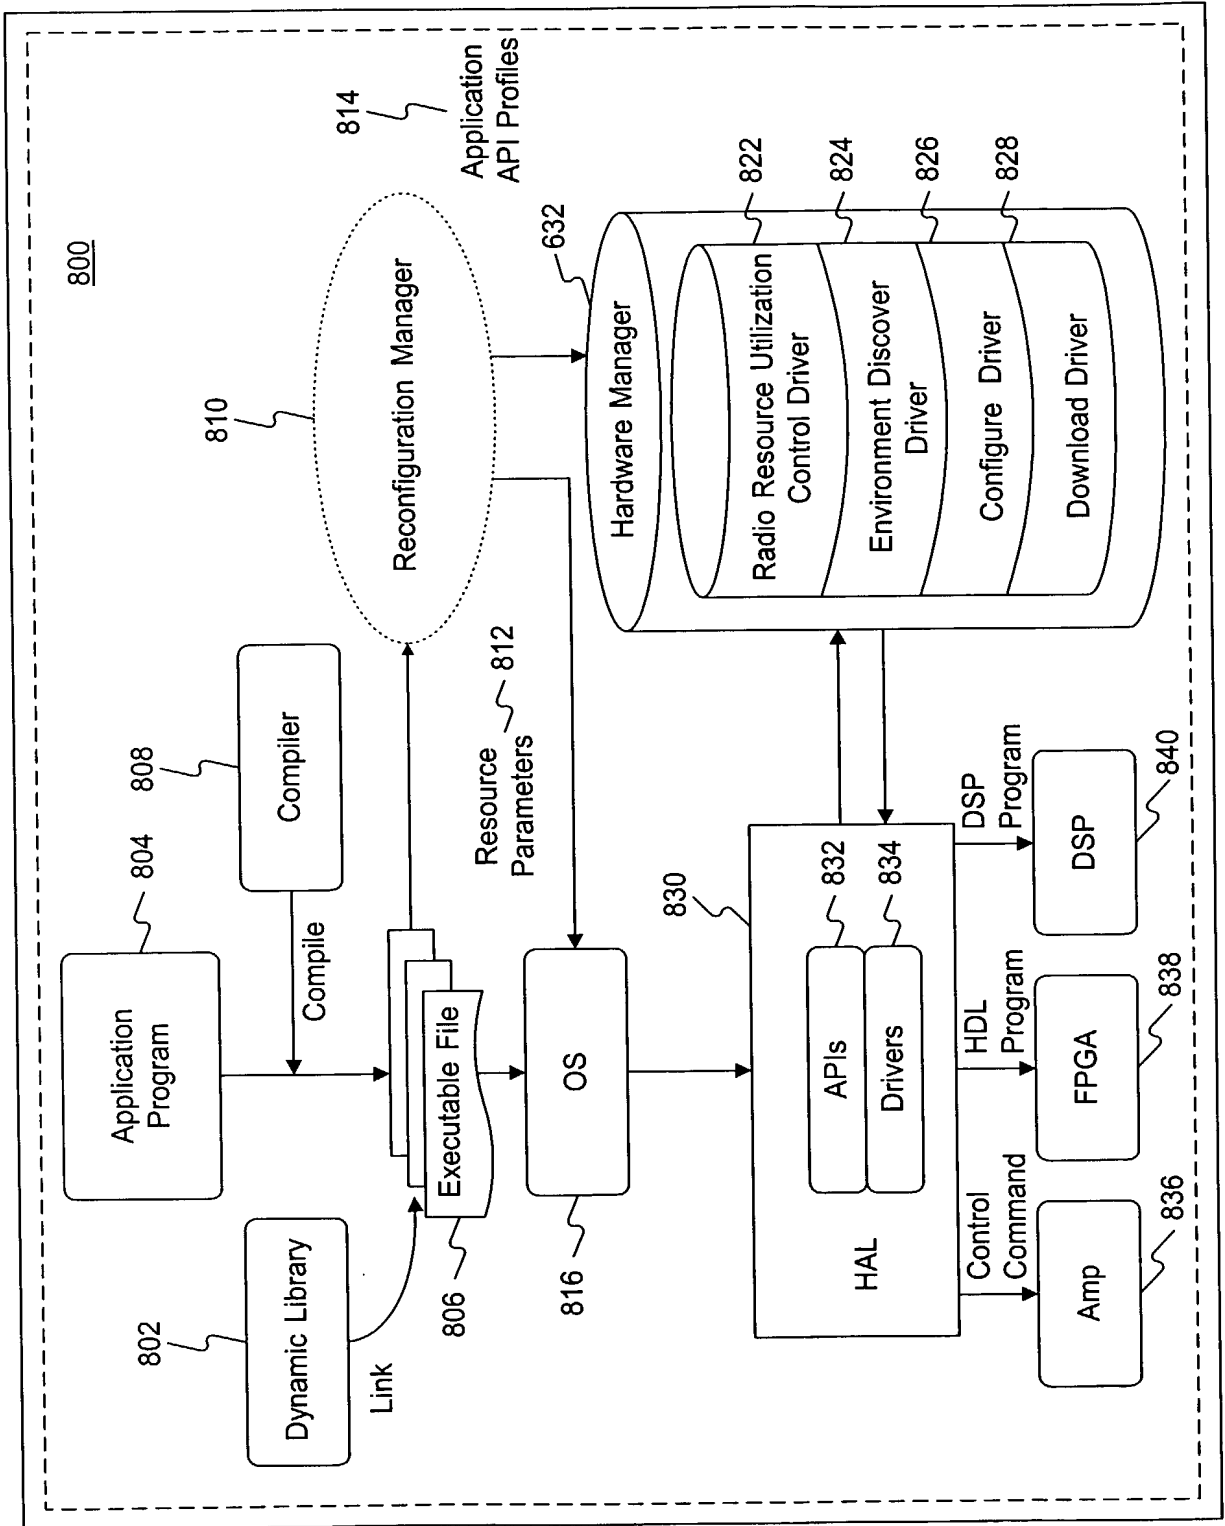 800
802
Dynamic Library
Link
804
Application
Program
808
Compiler
Compile
806
Executable File
810
Reconfiguration Manager
Resource
Parameters
812
814
Application
API Profiles
816
OS
632
Hardware Manager
Radio Resource Utilization
Control Driver
822
Environment Discover
Driver
824
Configure Driver
826
Download Driver
828
830
HAL
APIs
832
Drivers
834
Control
Command
HDL
Program
DSP
Program
Amp
836
FPGA
838
DSP
840